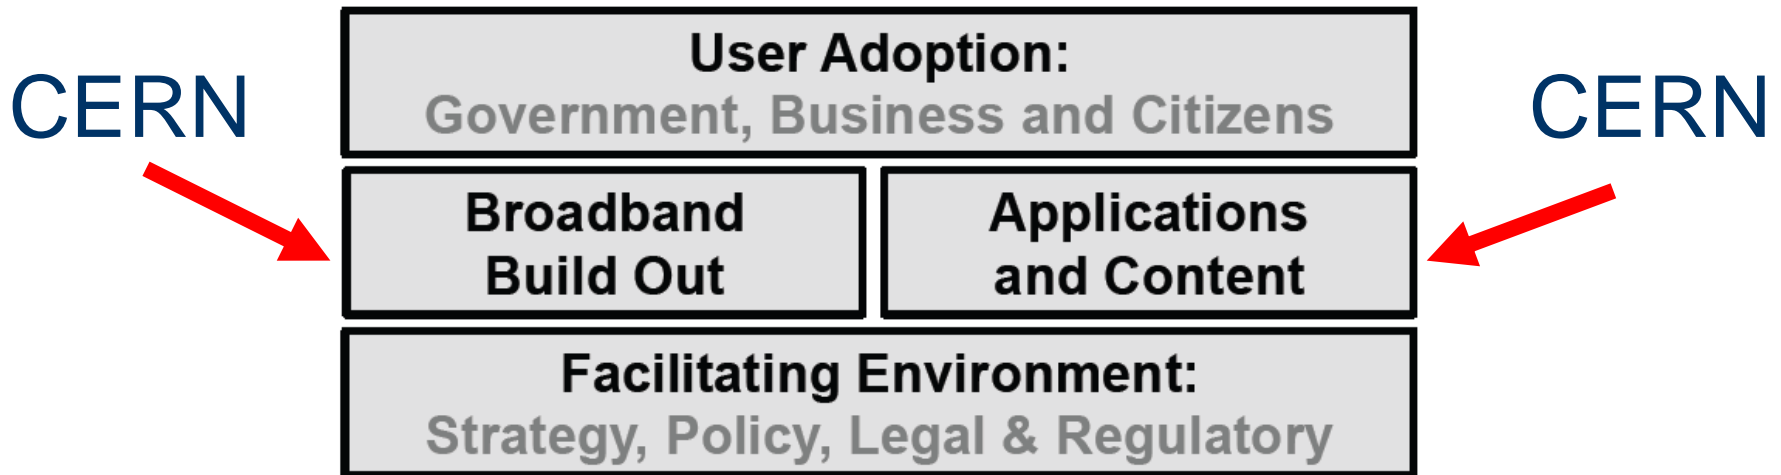 User Adoption:
Government, Business and Citizens
CERN
CERN
Broadband
Build Out
Applications
and Content
Facilitating Environment:
Strategy, Policy, Legal & Regulatory